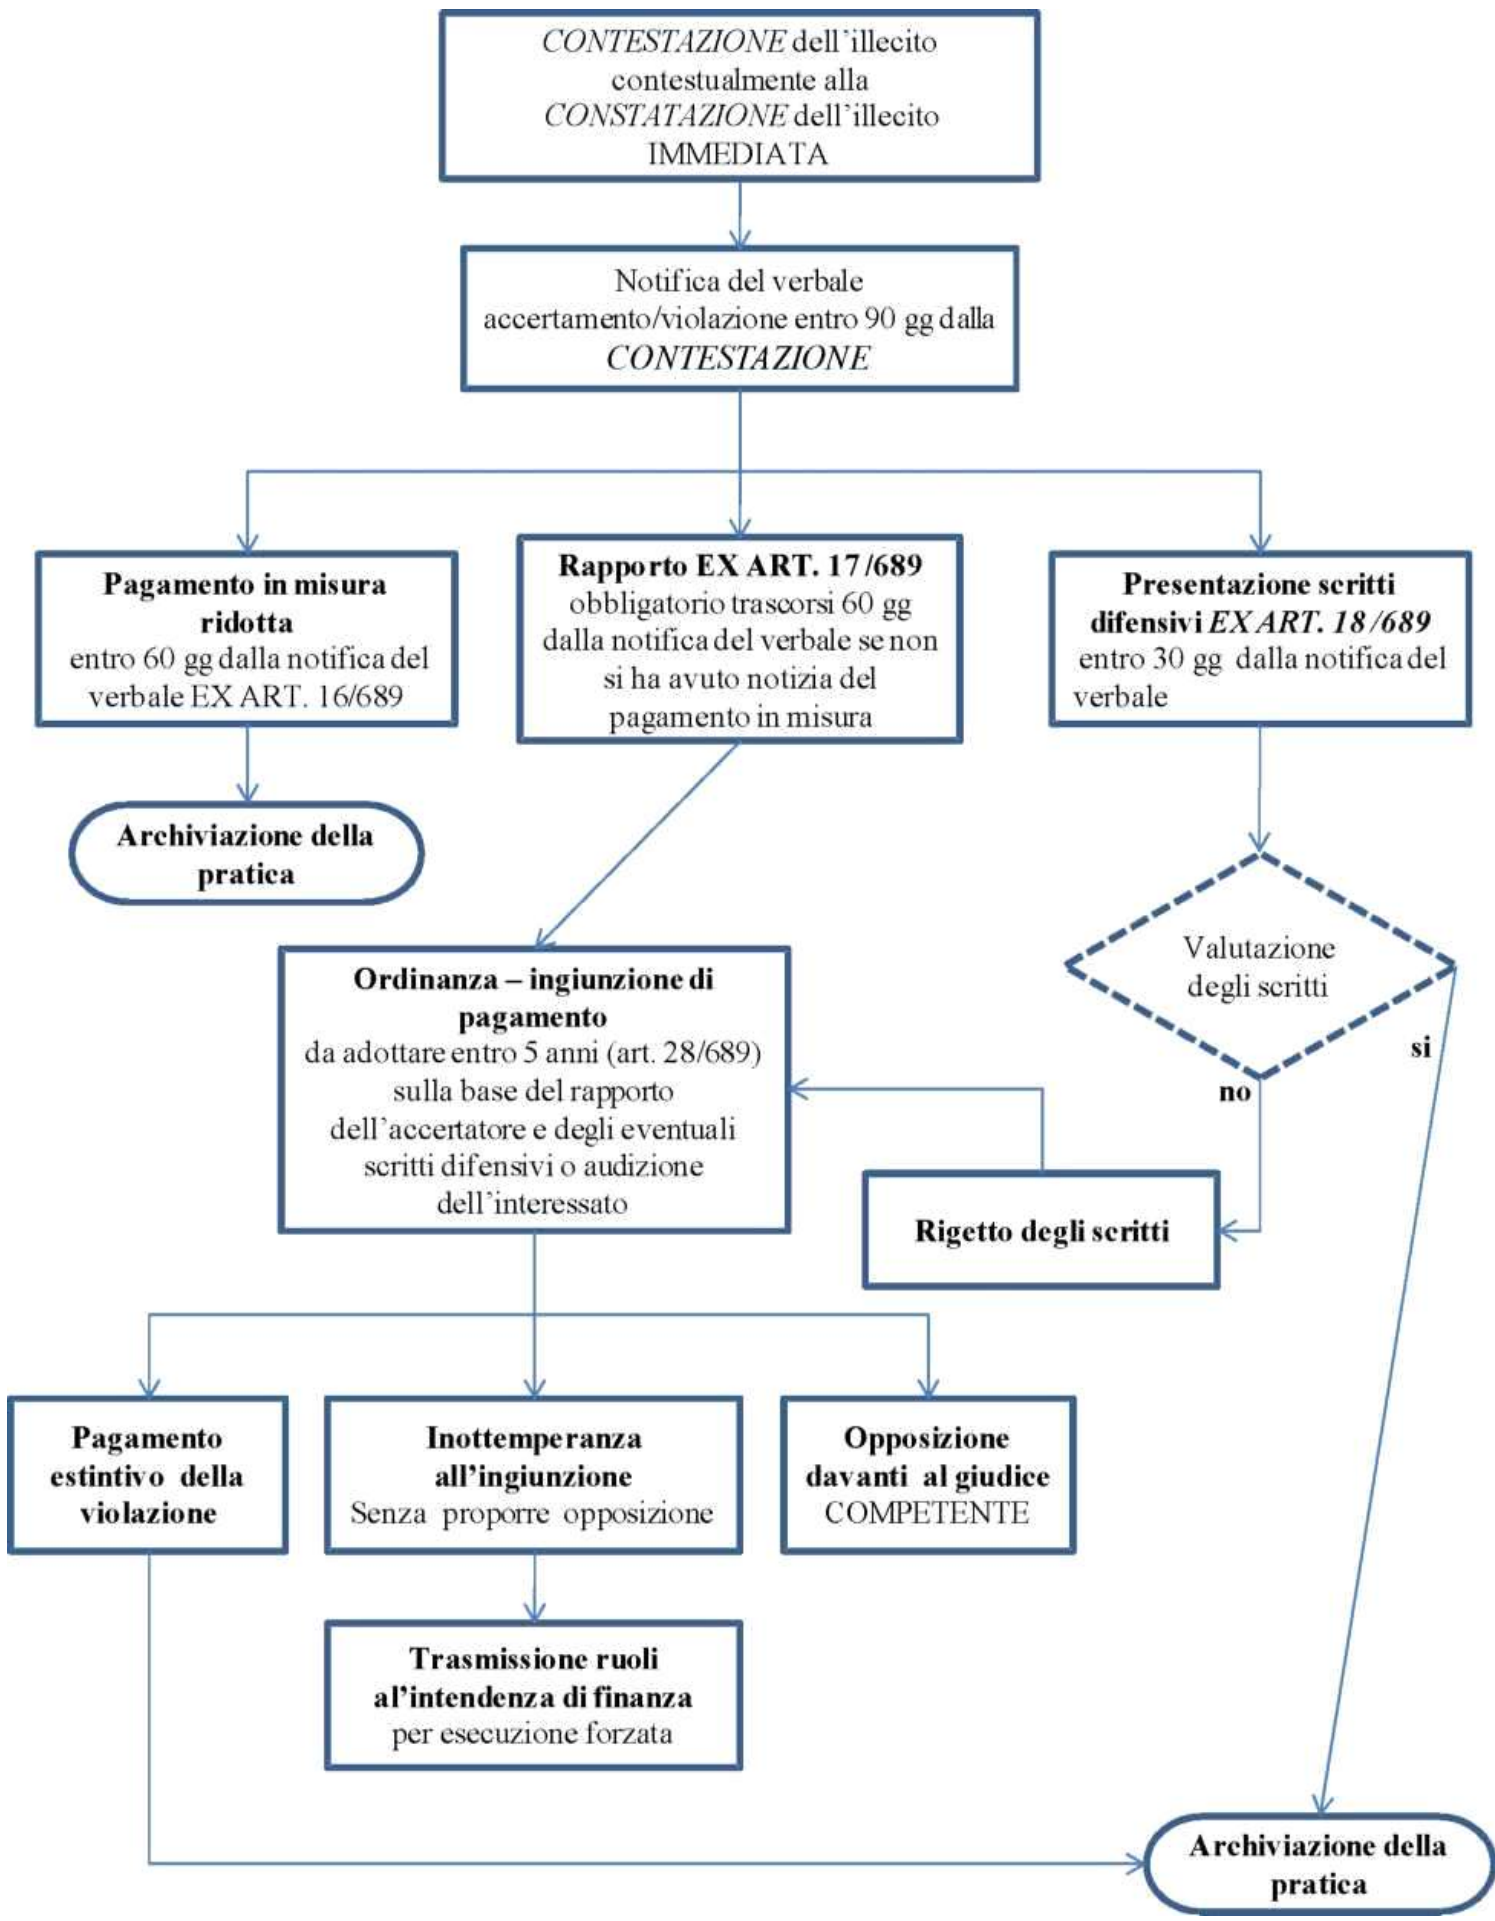 CONTESTAZIONE dell’illecito
contestualmente alla
CONSTATAZIONE dell’illecito
IMMEDIATA
Notifica del verbale
accertamento/violazione entro 90 gg dalla
CONTESTAZIONE
Pagamento in misura
ridotta
entro 60 gg dalla notifica del
verbale EX ART. 16/689
Rapporto EX ART. 17/689
obbligatorio trascorsi 60 gg
dalla notifica del verbale se non
si ha avuto notizia del
pagamento in misura
Presentazione scritti
difensivi EX ART. 18/689
entro 30 gg dalla notifica del
verbale
Archiviazione della
pratica
Valutazione
degli scritti
si
no
Ordinanza – ingiunzione di
pagamento
da adottare entro 5 anni (art. 28/689)
sulla base del rapporto
dell’accertatore e degli eventuali
scritti difensivi o audizione
dell’interessato
Rigetto degli scritti
Pagamento
estintivo della
violazione
Inottemperanza
all’ingiunzione
Senza proporre opposizione
Opposizione
davanti al giudice
COMPETENTE
Trasmissione ruoli
al’intendenza di finanza
per esecuzione forzata
Archiviazione della
pratica